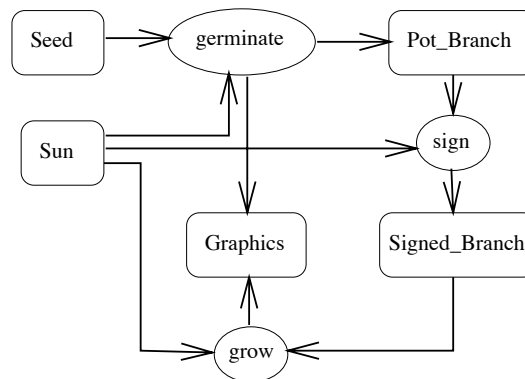 Seed
germinate
Pot_Branch
Sun
sign
Graphics
Signed_Branch
grow